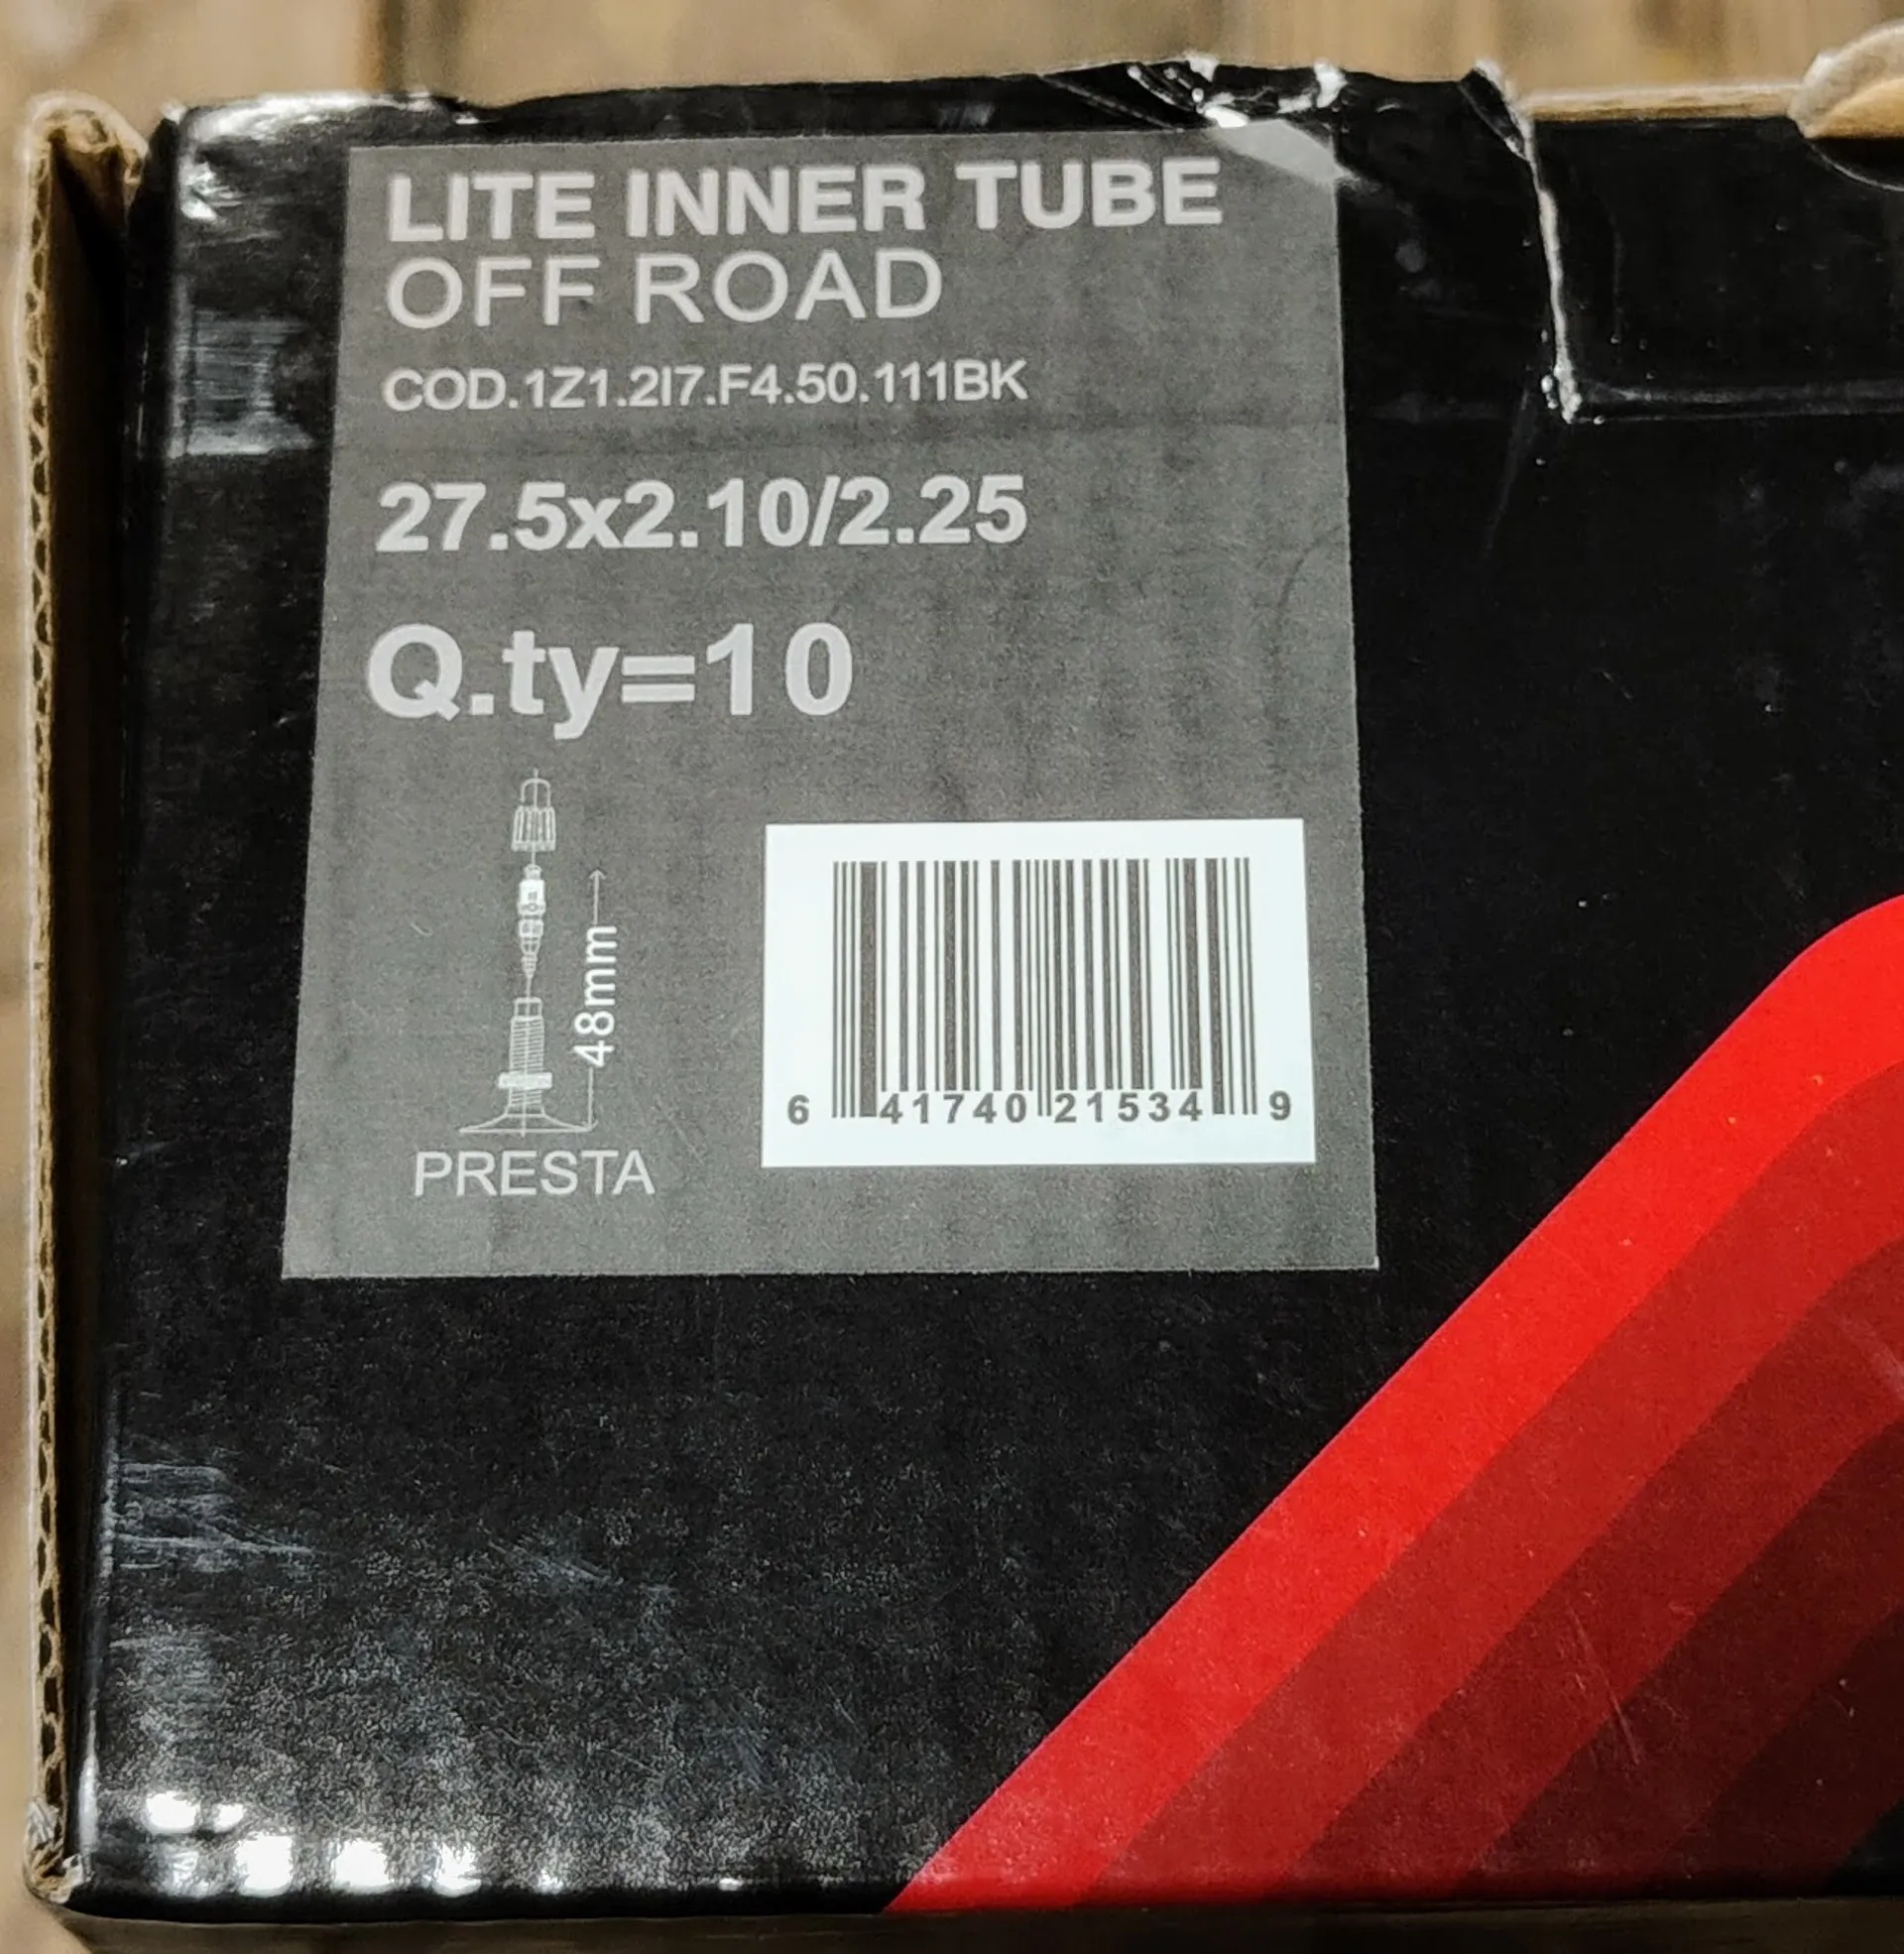 LITE INNER TUBE
OFF ROAD
COD.1Z1.2I7.F4.50.111BK
27.5x2.10/2.25
Q.ty=10
48mm
PRESTA
6 41740 21534 9